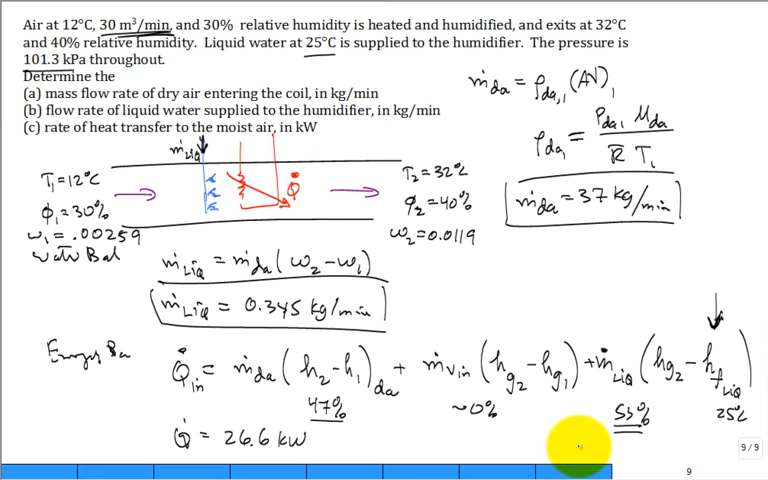 Air at 12°C, 30 m³/min, and 30% relative humidity is heated and humidified, and exits at 32°C
and 40% relative humidity. Liquid water at 25°C is supplied to the humidifier. The pressure is
101.3 kPa throughout.
Determine the
(a) mass flow rate of dry air entering the coil, in kg/min
(b) flow rate of liquid water supplied to the humidifier, in kg/min
(c) rate of heat transfer to the moist air, in kW
ṁda = ρda,1 (AV)1
ρda1 = Pda1 Mda / R̄ T1
ṁda = 37 kg/min
ṁLIQ
T1 = 12°C
ϕ1 = 30%
ω1 = .00259
Q̇
T2 = 32°C
ϕ2 = 40%
ω2 = 0.0119
Water Bal
ṁLIQ = ṁda (ω2 − ω1)
ṁLIQ = 0.345 kg/min
Energy Ba
Q̇in = ṁda (h2 − h1)da + ṁvin (hg2 − hg1) + ṁLIQ (hg2 − hf LIQ)
47% ~0% 53% 25°C
Q̇ = 26.6 kW
9/9
9